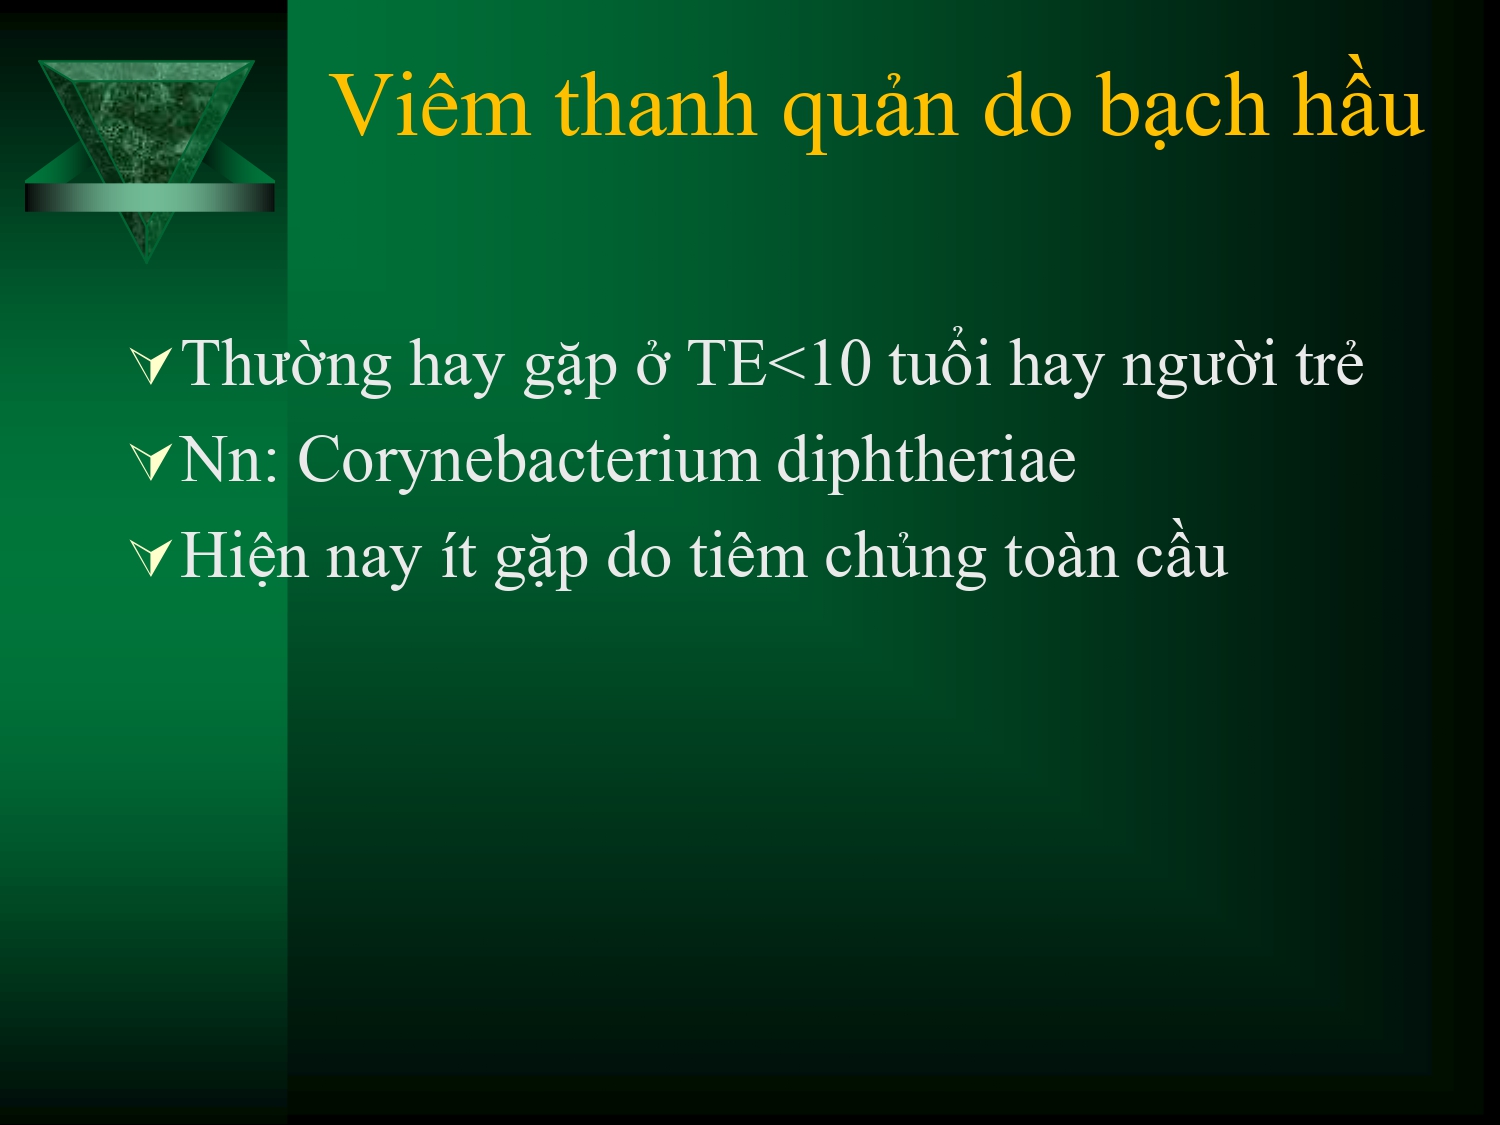 Viêm thanh quản do bạch hầu
Thường hay gặp ở TE<10 tuổi hay người trẻ
Nn: Corynebacterium diphtheriae
Hiện nay ít gặp do tiêm chủng toàn cầu